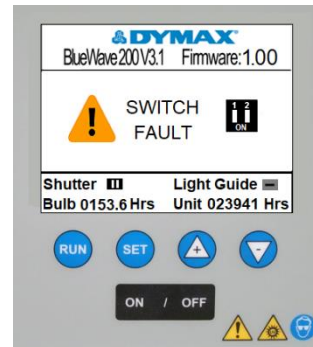 DYMAX
BlueWave 200 V3.1 Firmware:1.00
SWITCH
FAULT
1 2
ON
Shutter Light Guide
Bulb 0153.6 Hrs Unit 023941 Hrs
RUN SET + -
ON / OFF